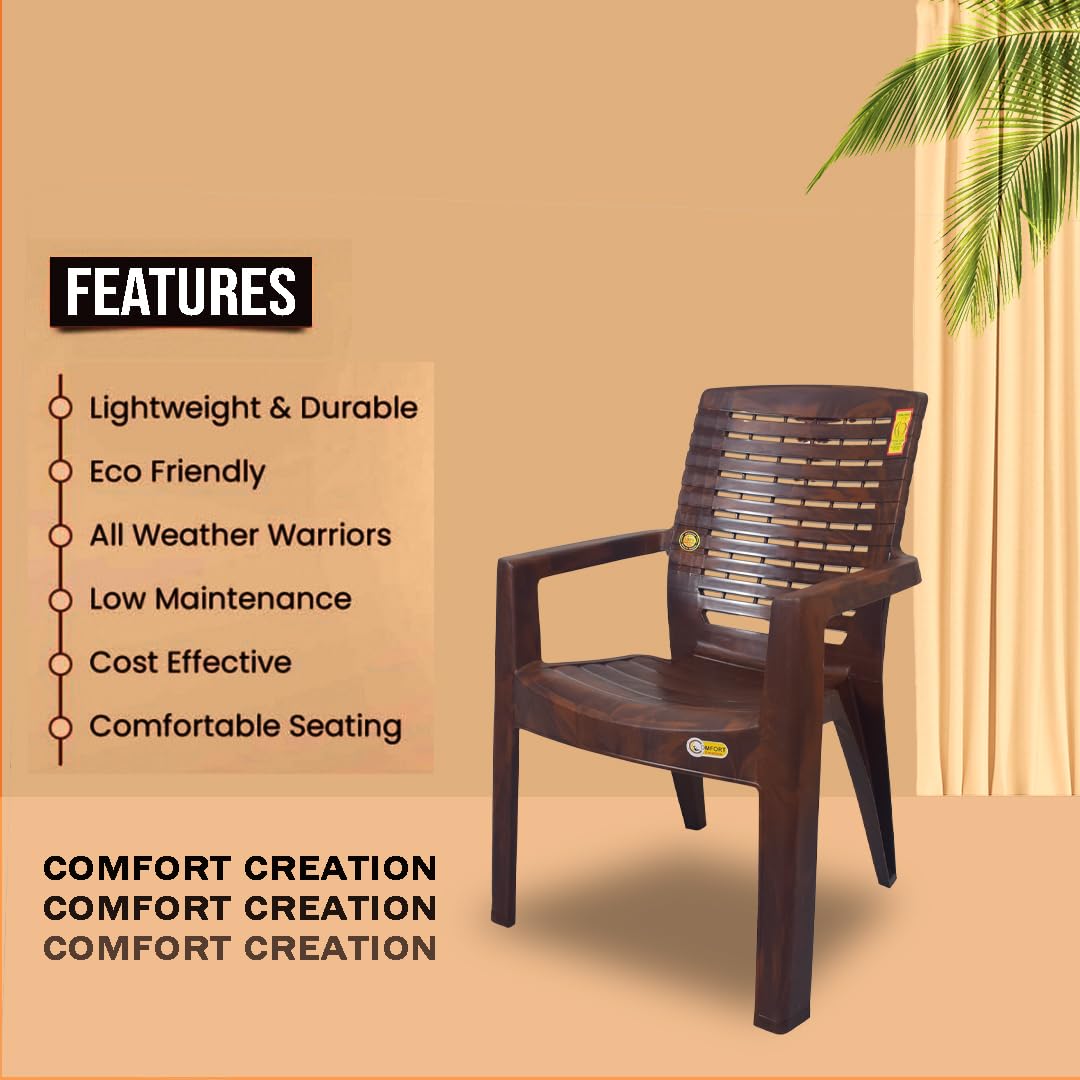 FEATURES
Lightweight & Durable
Eco Friendly
All Weather Warriors
Low Maintenance
Cost Effective
Comfortable Seating
COMFORT
COMFORT CREATION
COMFORT CREATION
COMFORT CREATION